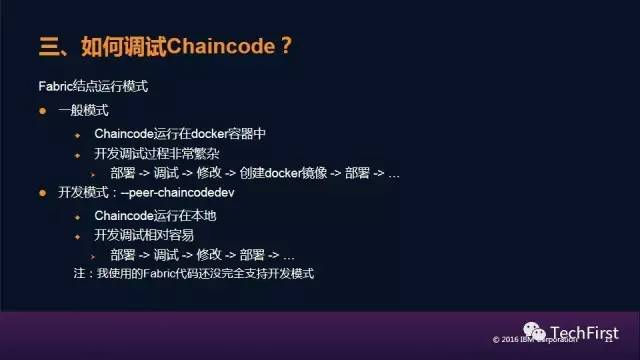 三、如何调试Chaincode？
Fabric结点运行模式
一般模式
Chaincode运行在docker容器中
开发调试过程非常繁杂
部署 -> 调试 -> 修改 -> 创建docker镜像 -> 部署 -> …
开发模式：--peer-chaincodedev
Chaincode运行在本地
开发调试相对容易
部署 -> 调试 -> 修改 -> 部署 -> …
注：我使用的Fabric代码还没完全支持开发模式
© 2016 IBM Corporation 11
TechFirst